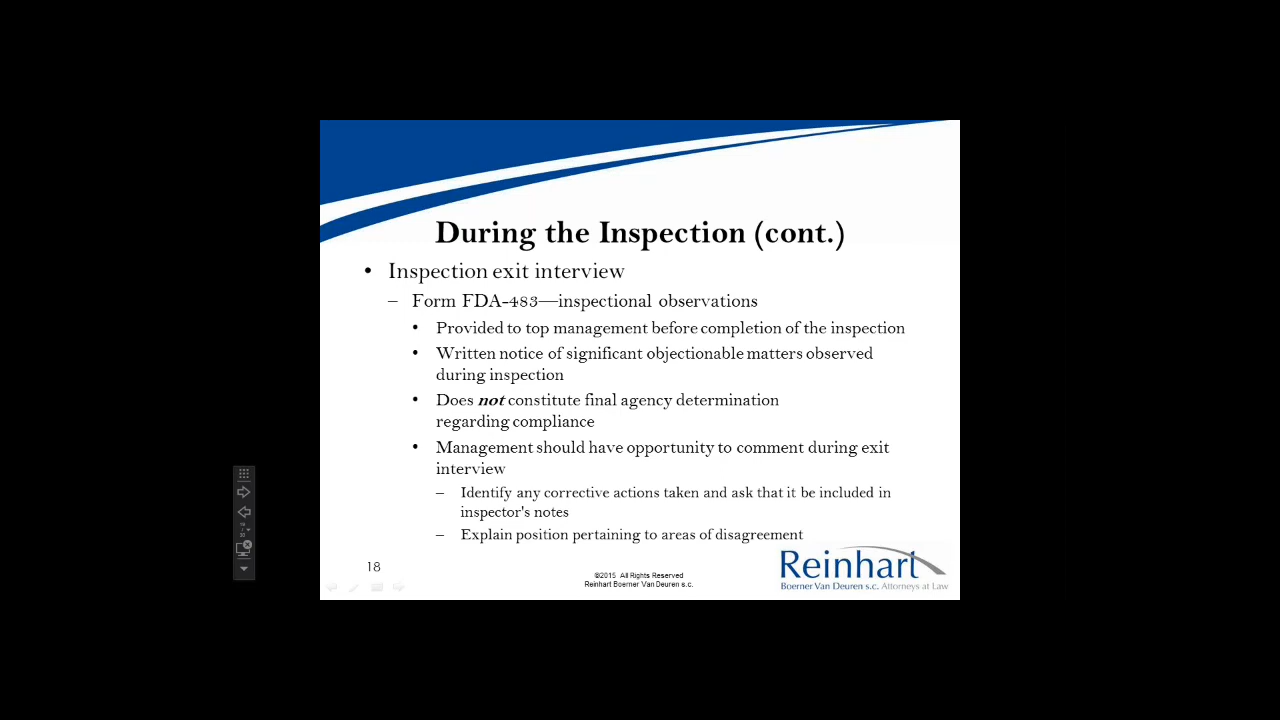 During the Inspection (cont.)
• Inspection exit interview
– Form FDA-483—inspectional observations
• Provided to top management before completion of the inspection
• Written notice of significant objectionable matters observed
during inspection
• Does not constitute final agency determination
regarding compliance
• Management should have opportunity to comment during exit
interview
– Identify any corrective actions taken and ask that it be included in
inspector's notes
– Explain position pertaining to areas of disagreement
18
©2015 All Rights Reserved
Reinhart Boerner Van Deuren s.c.
Reinhart
Boerner Van Deuren s.c. Attorneys at Law